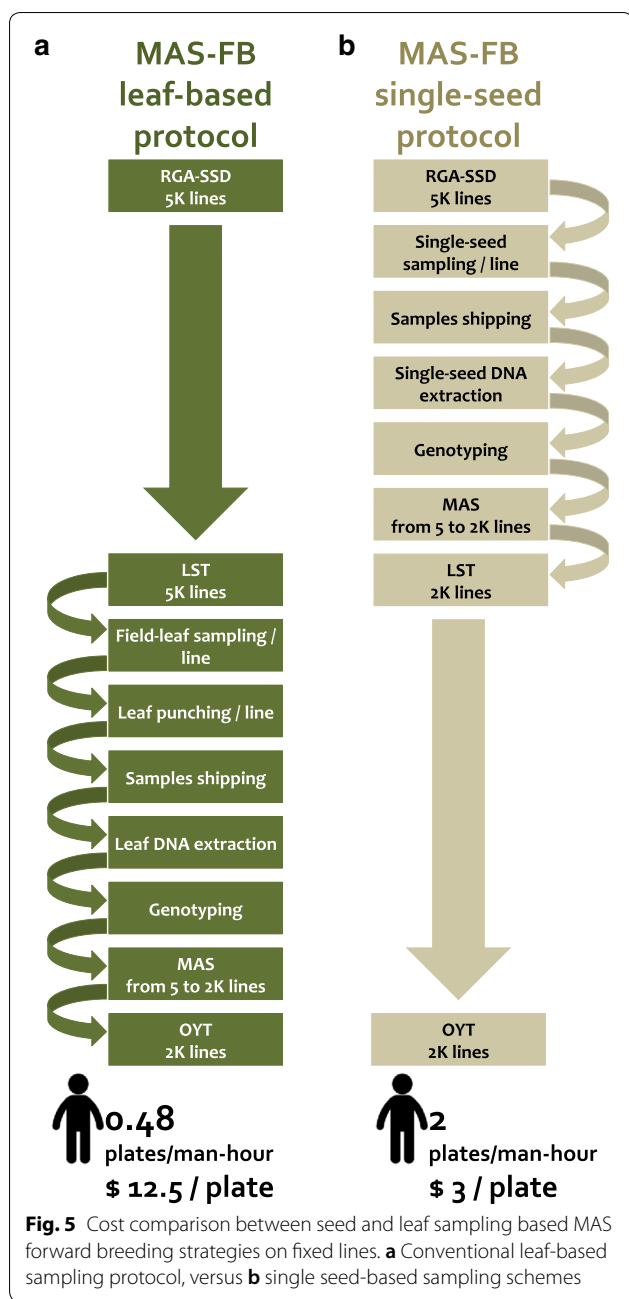 a
MAS-FB
leaf-based
protocol
RGA-SSD
5K lines
LST
5K lines
Field-leaf sampling /
line
Leaf punching / line
Samples shipping
Leaf DNA extraction
Genotyping
MAS
from 5 to 2K lines
OYT
2K lines
0.48
plates/man-hour
$ 12.5 / plate
b
MAS-FB
single-seed
protocol
RGA-SSD
5K lines
Single-seed
sampling / line
Samples shipping
Single-seed DNA
extraction
Genotyping
MAS
from 5 to 2K lines
LST
2K lines
OYT
2K lines
2
plates/man-hour
$ 3 / plate
Fig. 5 Cost comparison between seed and leaf sampling based MAS
forward breeding strategies on fixed lines. a Conventional leaf-based
sampling protocol, versus b single seed-based sampling schemes